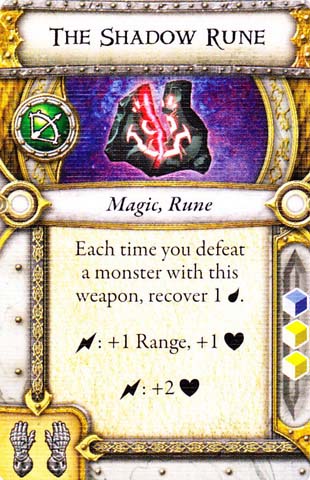 The Shadow Rune
Magic, Rune
Each time you defeat
a monster with this
weapon, recover 1 .
: +1 Range, +1
: +2